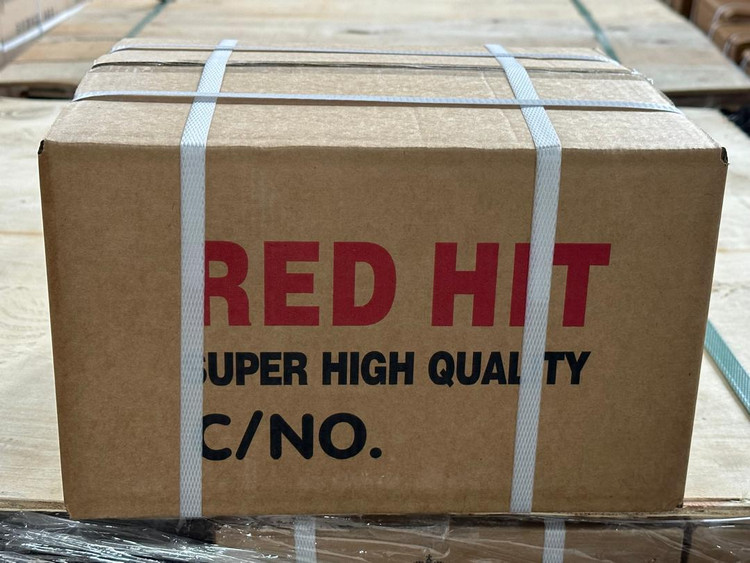 RED HIT
SUPER HIGH QUALITY
C/NO.